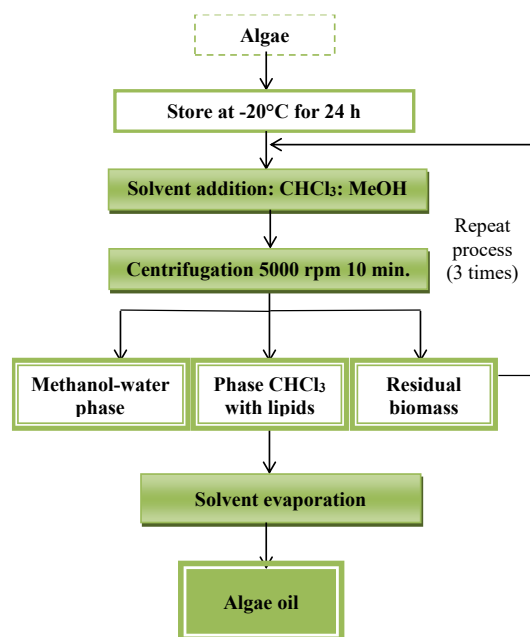 Algae
Store at -20°C for 24 h
Solvent addition: CHCl₃: MeOH
Repeat
process
(3 times)
Centrifugation 5000 rpm 10 min.
Methanol-water
phase
Phase CHCl₃
with lipids
Residual
biomass
Solvent evaporation
Algae oil